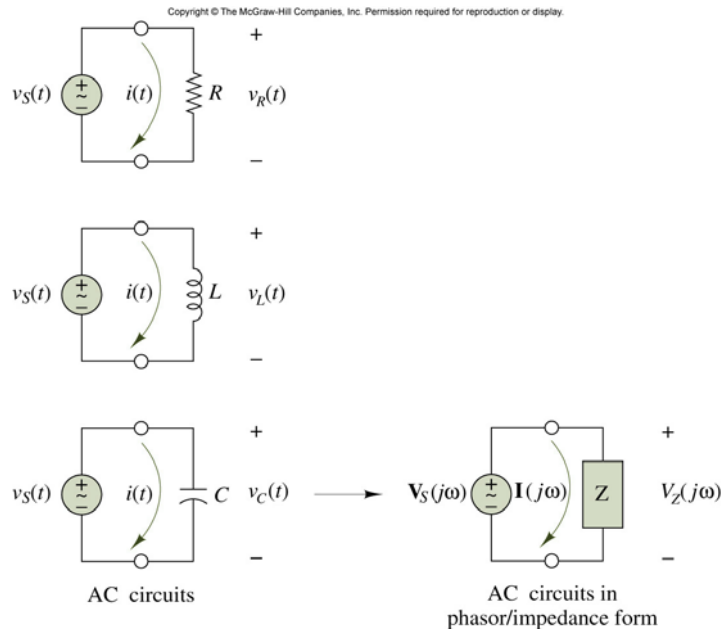 Copyright © The McGraw-Hill Companies, Inc. Permission required for reproduction or display.
+
vS(t) + ~ − i(t) R vR(t)
−
+
vS(t) + ~ − i(t) L vL(t)
−
+ +
vS(t) + ~ − i(t) C vC(t) VS(jω) + ~ − I(jω) Z VZ(jω)
− −
AC circuits AC circuits in
phasor/impedance form